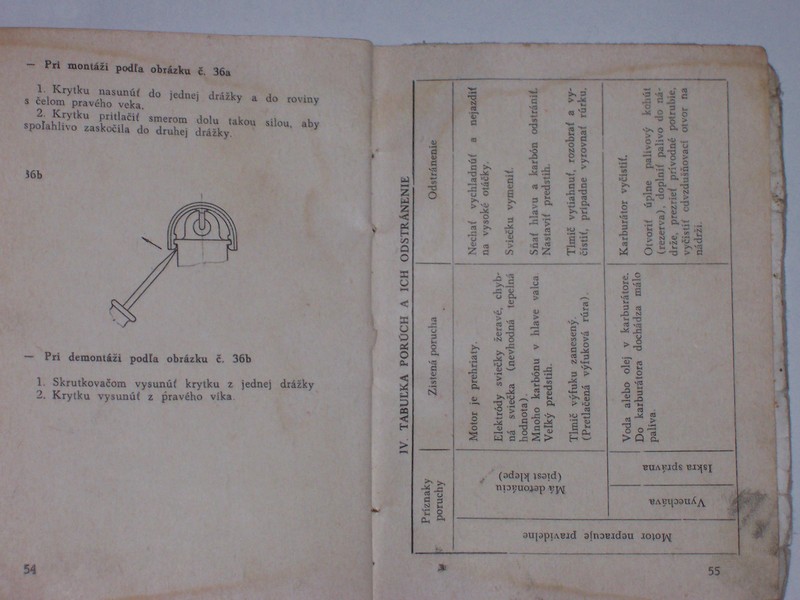 — Pri montáži podľa obrázku č. 36a
1. Krytku nasunúť do jednej drážky a do roviny
s čelom pravého veka.
2. Krytku pritlačiť smerom dolu takou silou, aby
spoľahlivo zaskočila do druhej drážky.
36b
— Pri demontáži podľa obrázku č. 36b
1. Skrutkovačom vysunúť krytku z jednej drážky
2. Krytku vysunúť z pravého víka.
54
IV. TABUĽKA PORÚCH A ICH ODSTRÁNENIE
Príznaky
poruchy
Zistená porucha
Odstránenie
Motor nepracuje pravidelne
Má detonáciu
(piest klepe)
Motor je prehriaty.
Nechať vychladnúť a nejazdiť
na vysoké otáčky.
Elektródy sviečky žeravé, chyb-
ná sviečka (nevhodná tepelná
hodnota).
Sviečku vymeniť.
Mnoho karbónu v hlave valca.
Veľký predstih.
Sňať hlavu a karbón odstrániť.
Nastaviť predstih.
Tlmič výfuku zanesený.
(Pretlačená výfuková rúra).
Tlmič vytiahnuť, rozobrať a vy-
čistiť, prípadne vyrovnať rúrku.
Vynecháva
Iskra správna
Voda alebo olej v karburátore.
Karburátor vyčistiť.
Do karburátora dochádza málo
paliva.
Otvoriť úplne palivový kohút
(rezerva), doplniť palivo do ná-
drže, prezrieť prívodné potrubie,
vyčistiť odvzdušňovací otvor na
nádrži.
55